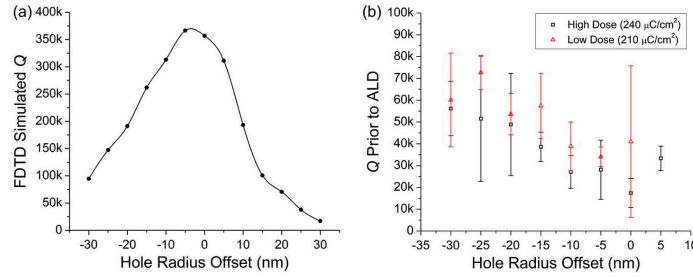 (a)
400k
350k
300k
250k
200k
150k
100k
50k
0
FDTD Simulated Q
-30 -20 -10 0 10 20 30
Hole Radius Offset (nm)
(b)
100k
90k
80k
70k
60k
50k
40k
30k
20k
10k
0
Q Prior to ALD
High Dose (240 μC/cm²)
Low Dose (210 μC/cm²)
-35 -30 -25 -20 -15 -10 -5 0 5 10
Hole Radius Offset (nm)